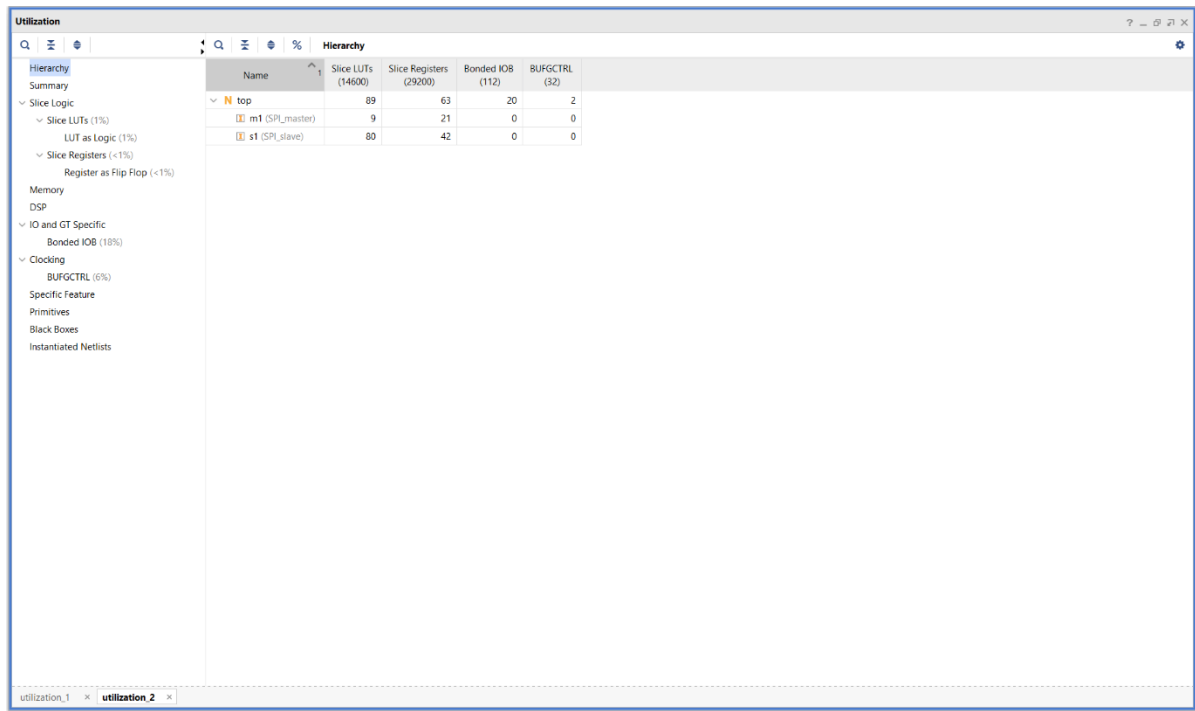 Utilization
Hierarchy
Hierarchy
Summary
Slice Logic
Slice LUTs (1%)
LUT as Logic (1%)
Slice Registers (<1%)
Register as Flip Flop (<1%)
Memory
DSP
IO and GT Specific
Bonded IOB (18%)
Clocking
BUFGCTRL (6%)
Specific Feature
Primitives
Black Boxes
Instantiated Netlists
Name 1 Slice LUTs (14600) Slice Registers (29200) Bonded IOB (112) BUFGCTRL (32)
N top 89 63 20 2
I m1 (SPI_master) 9 21 0 0
I s1 (SPI_slave) 80 42 0 0
utilization_1 utilization_2